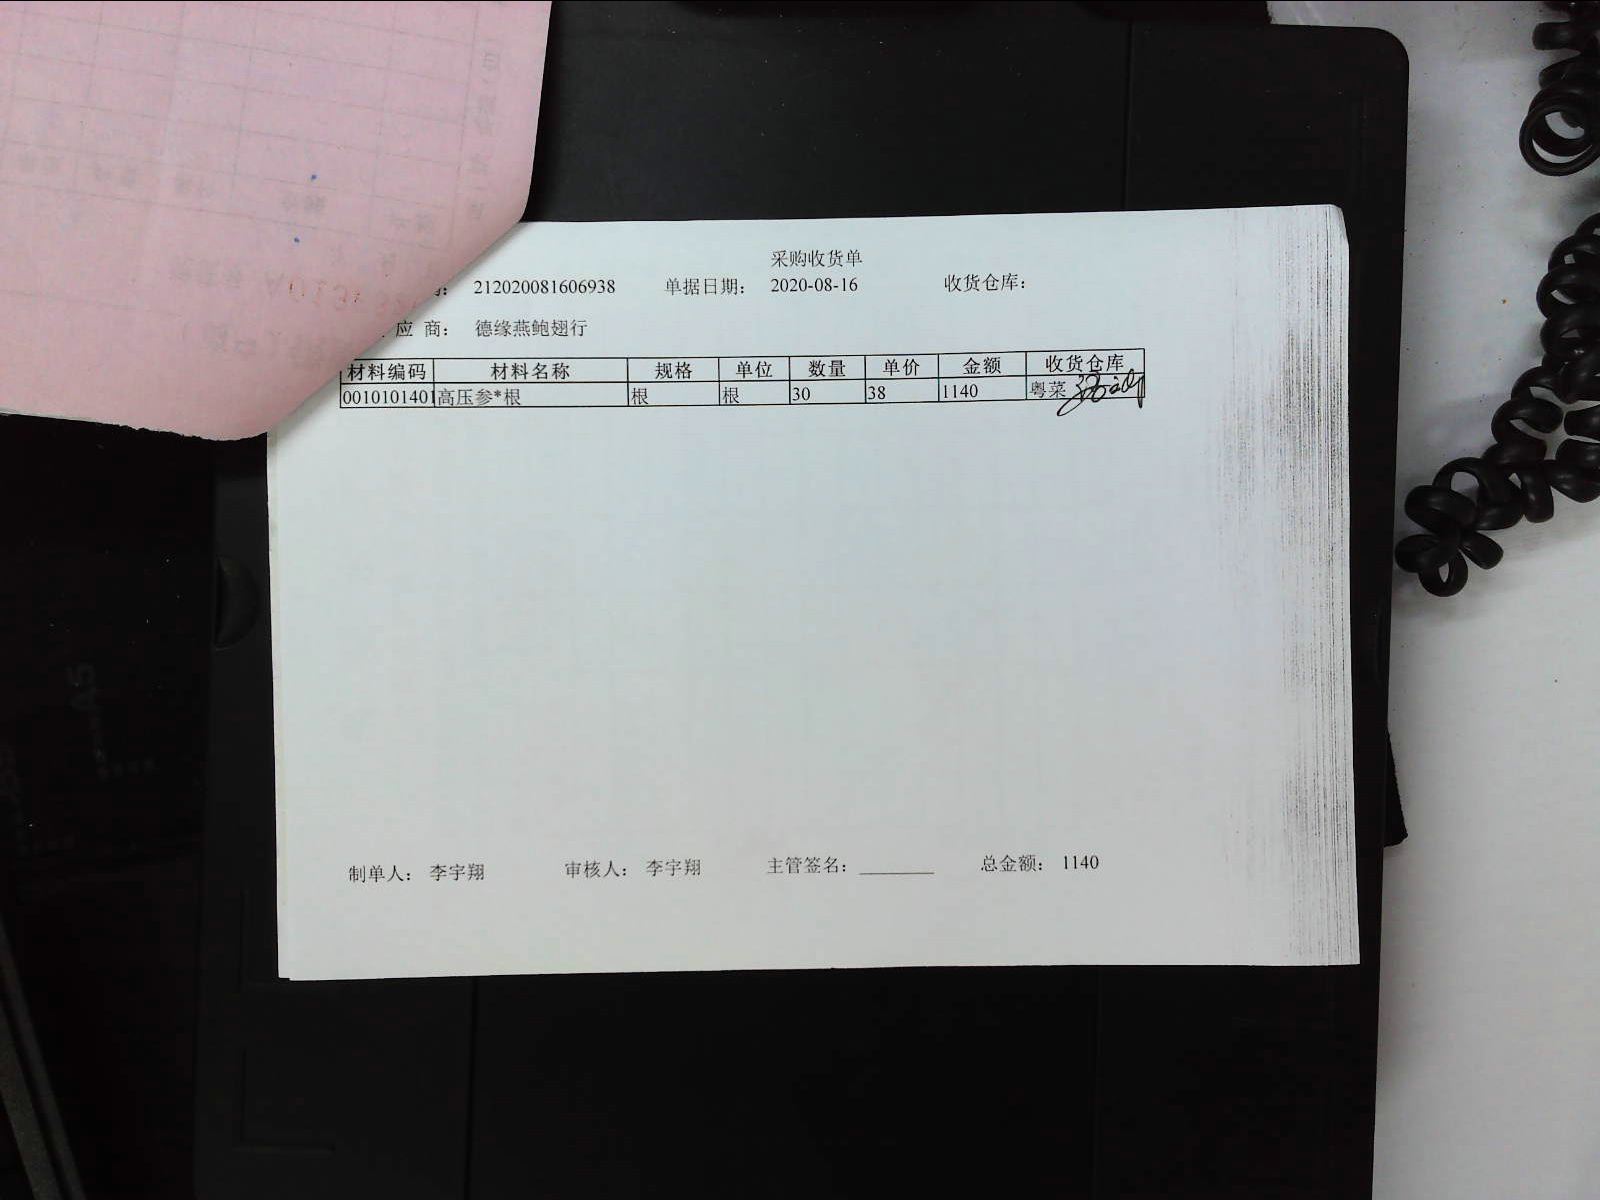 采购收货单
212020081606938 单据日期： 2020-08-16 收货仓库：
应 商： 德缘燕鲍翅行
材料编码 材料名称 规格 单位 数量 单价 金额 收货仓库
0010101401 高压参*根 根 根 30 38 1140 粤菜
制单人： 李宇翔 审核人： 李宇翔 主管签名： 总金额： 1140